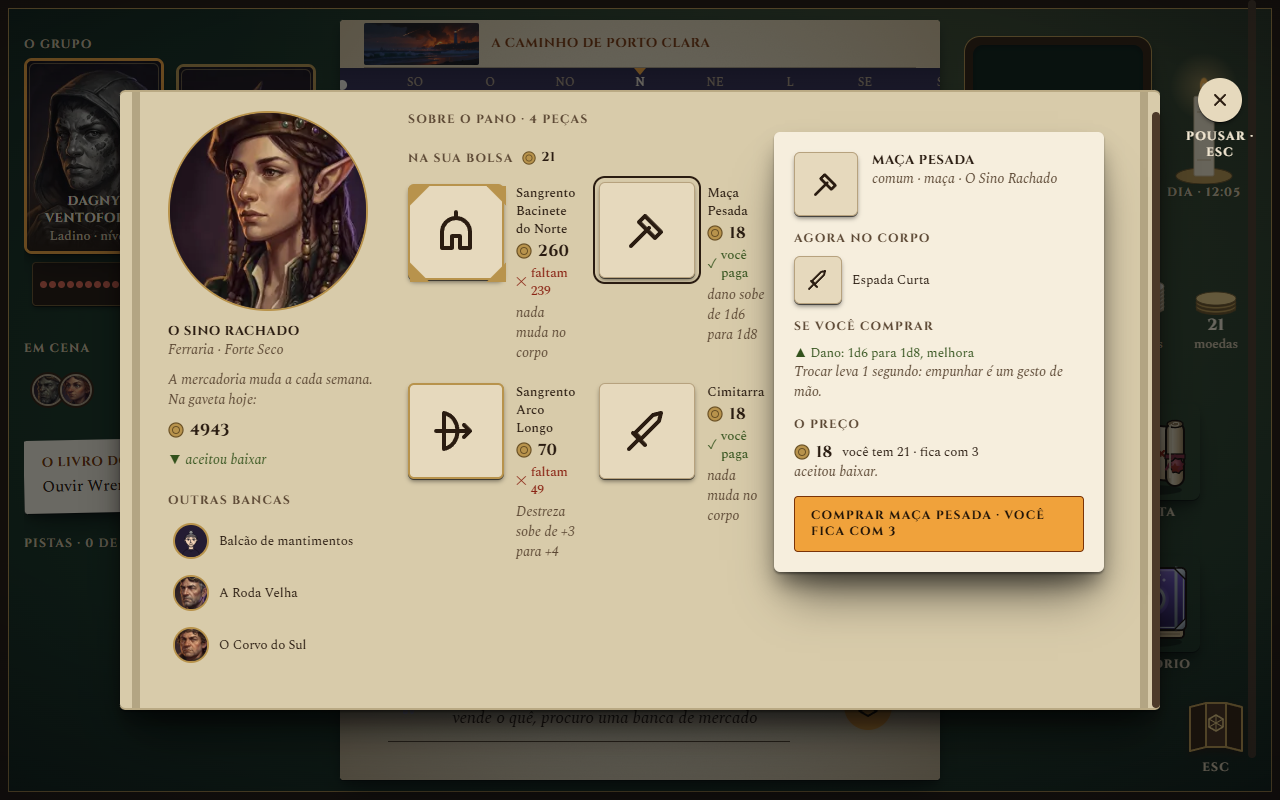 O GRUPO
A CAMINHO DE PORTO CLARA
SO O NO N NE L SE
DAGNY
Ladino
EM CENA
O LIVRO
Ouvir
PISTAS · 0 DE
SOBRE O PANO · 4 PEÇAS
NA SUA BOLSA 21
Sangrento
Bacinete
do Norte
260
faltam
239
nada
muda no
corpo
Maça
Pesada
18
você
paga
dano sobe
de 1d6
para 1d8
Sangrento
Arco
Longo
70
faltam
49
Destreza
sobe de +3
para +4
Cimitarra
18
você
paga
nada
muda no
corpo
O SINO RACHADO
Ferraria · Forte Seco
A mercadoria muda a cada semana.
Na gaveta hoje:
4943
▼ aceitou baixar
OUTRAS BANCAS
Balcão de mantimentos
A Roda Velha
O Corvo do Sul
MAÇA PESADA
comum · maça · O Sino Rachado
AGORA NO CORPO
Espada Curta
SE VOCÊ COMPRAR
▲ Dano: 1d6 para 1d8, melhora
Trocar leva 1 segundo: empunhar é um gesto de
mão.
O PREÇO
18 você tem 21 · fica com 3
aceitou baixar.
COMPRAR MAÇA PESADA · VOCÊ
FICA COM 3
POUSAR ·
ESC
DIA · 12:05
21
moedas
vende o quê, procuro uma banca de mercado
ESC